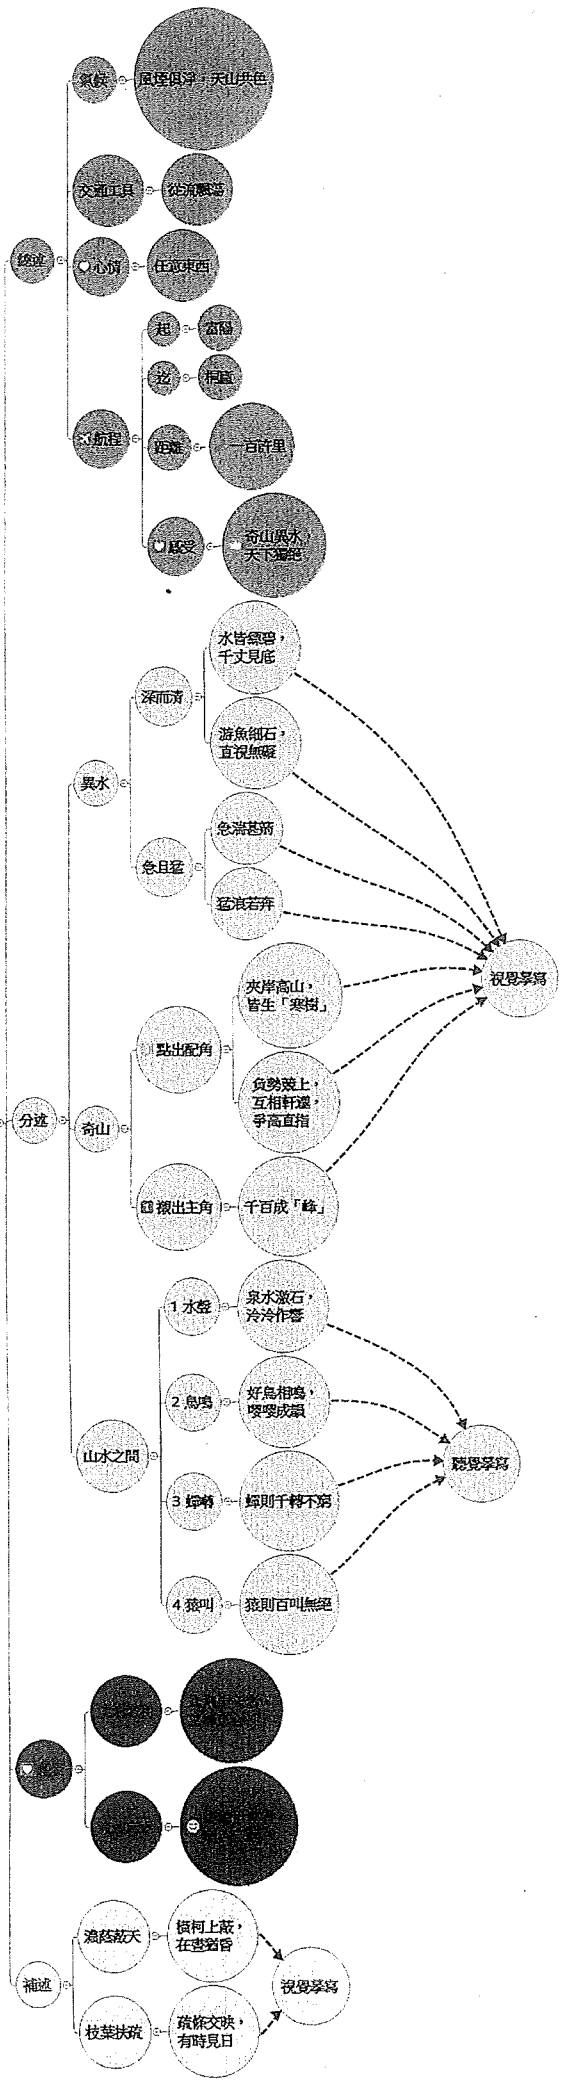 總述
氣候
風煙俱淨，天山共色
交通工具
從流飄蕩
心情
任意東西
航程
起
富陽
迄
桐廬
距離
一百許里
感受
奇山異水，
天下獨絕
分述
異水
深而清
水皆縹碧，
千丈見底
游魚細石，
直視無礙
急且猛
急湍甚箭
猛浪若奔
奇山
點出配角
夾岸高山，
皆生「寒樹」
負勢競上，
互相軒邈，
爭高直指
襯出主角
千百成「峰」
視覺摹寫
山水之間
1 水聲
泉水激石，
泠泠作響
2 鳥鳴
好鳥相鳴，
嚶嚶成韻
3 蟬囀
蟬則千轉不窮
4 猿叫
猿則百叫無絕
聽覺摹寫
補述
濃蔭蔽天
橫柯上蔽，
在晝猶昏
枝葉扶疏
疏條交映，
有時見日
視覺摹寫